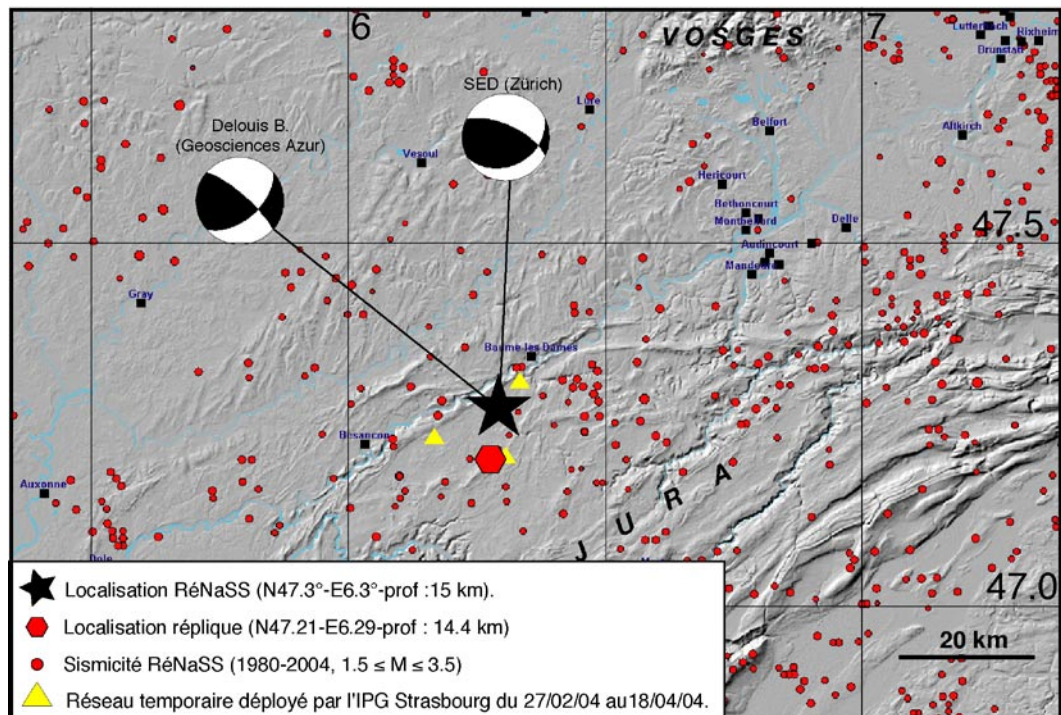 6
7
VOSGES
Lutterbach
Rixheim
Brunstatt
SED (Zürich)
Lure
Delouis B.
(Geosciences Azur)
Belfort
Altkirch
Vesoul
Hericourt
Bethoncourt
Montbeliard
Delle
47.5
Audincourt
Mandeure
Gray
Baume-les-Dames
Besancon
Auxonne
JURA
Dole
47.0
20 km
Localisation RéNaSS (N47.3°-E6.3°-prof :15 km).
Localisation réplique (N47.21-E6.29-prof : 14.4 km)
Sismicité RéNaSS (1980-2004, 1.5 ≤ M ≤ 3.5)
Réseau temporaire déployé par l'IPG Strasbourg du 27/02/04 au18/04/04.